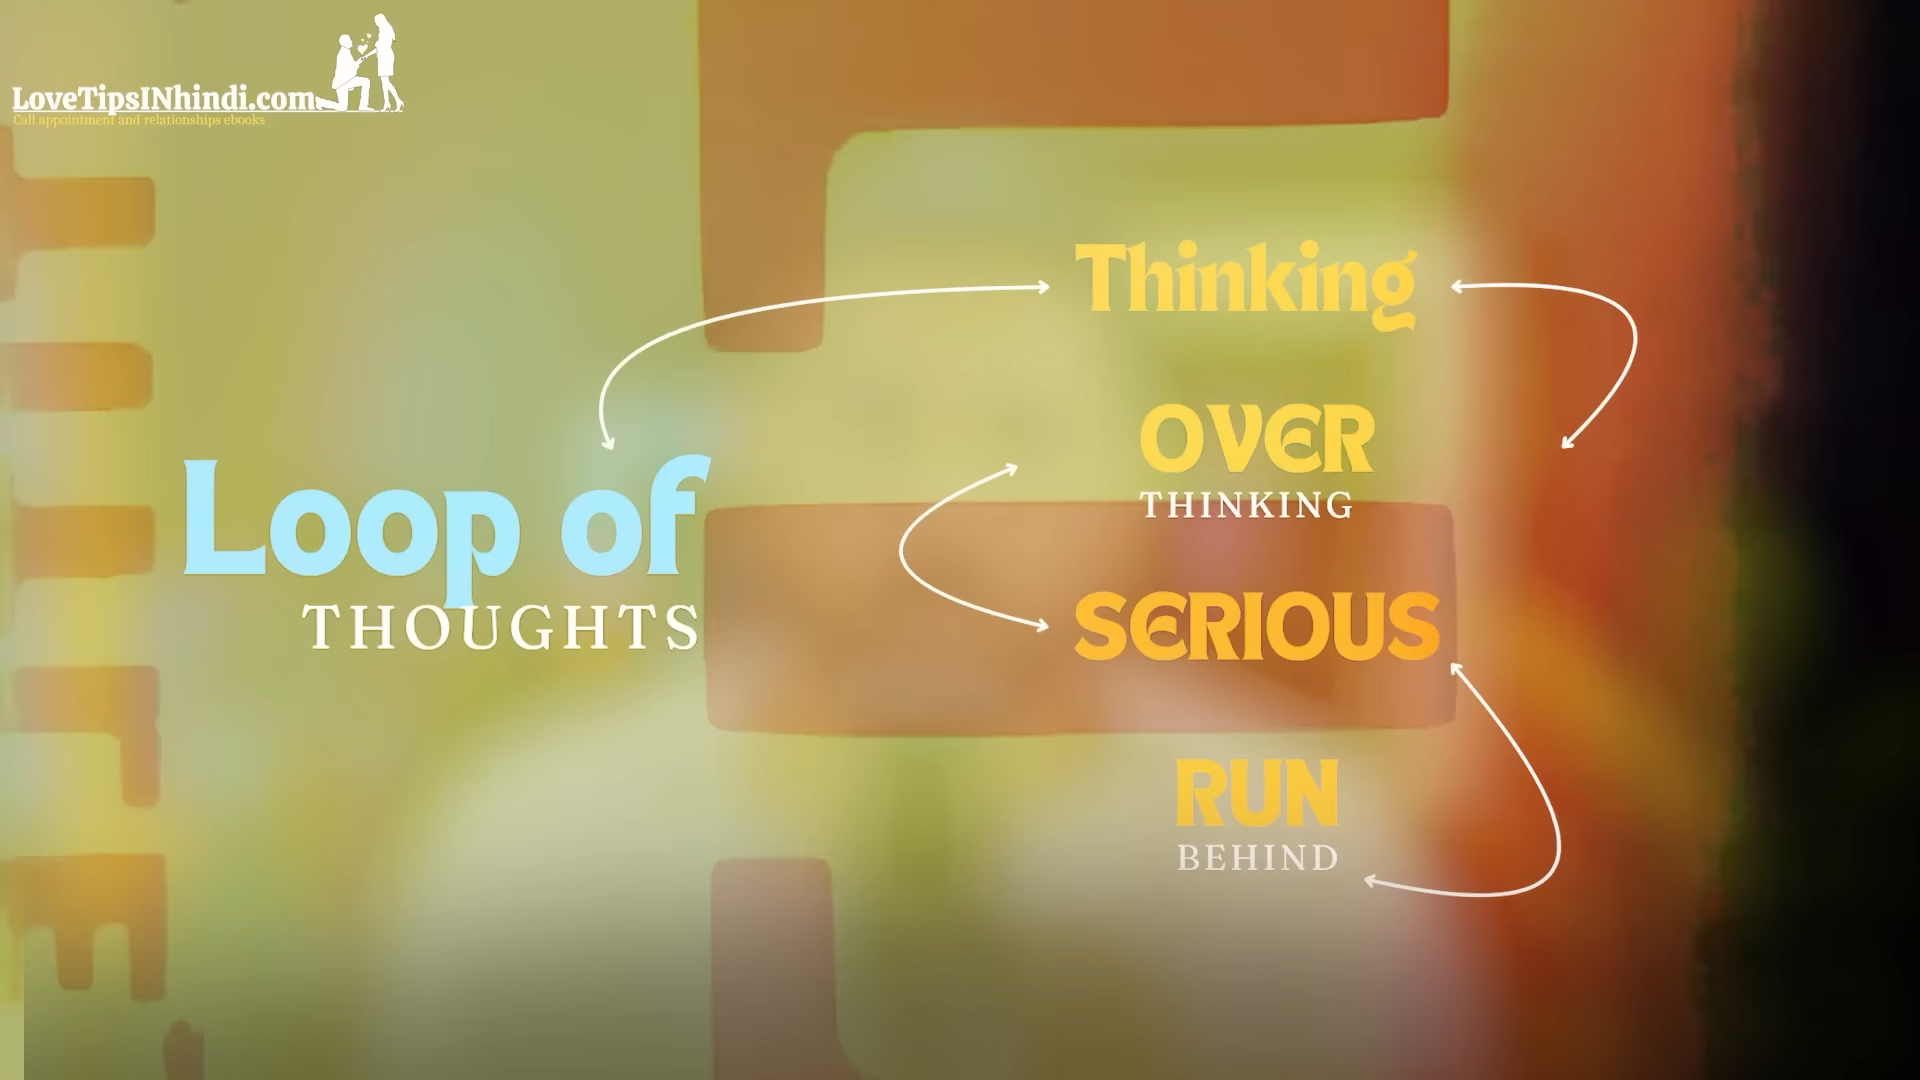 LoveTipsINhindi.com
Call appointment and relationships ebooks
Loop of
THOUGHTS
Thinking
OVER
THINKING
SERIOUS
RUN
BEHIND